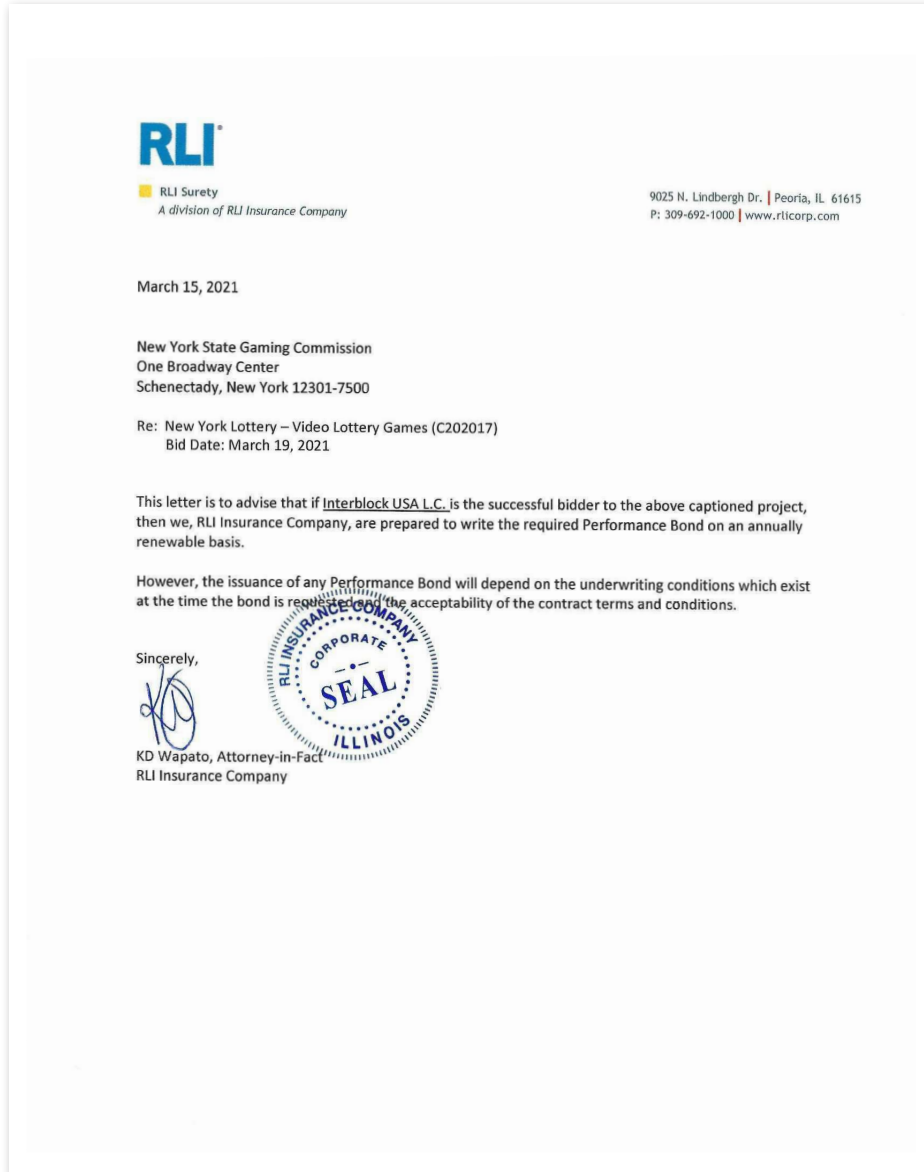 RLI
RLI Surety
A division of RLI Insurance Company
9025 N. Lindbergh Dr. | Peoria, IL 61615
P: 309-692-1000 | www.rlicorp.com
March 15, 2021
New York State Gaming Commission
One Broadway Center
Schenectady, New York 12301-7500
Re: New York Lottery – Video Lottery Games (C202017)
Bid Date: March 19, 2021
This letter is to advise that if Interblock USA L.C. is the successful bidder to the above captioned project,
then we, RLI Insurance Company, are prepared to write the required Performance Bond on an annually
renewable basis.
However, the issuance of any Performance Bond will depend on the underwriting conditions which exist
at the time the bond is requested and the acceptability of the contract terms and conditions.
Sincerely,
RLI INSURANCE COMPANY
CORPORATE
SEAL
ILLINOIS
KD Wapato, Attorney-in-Fact
RLI Insurance Company